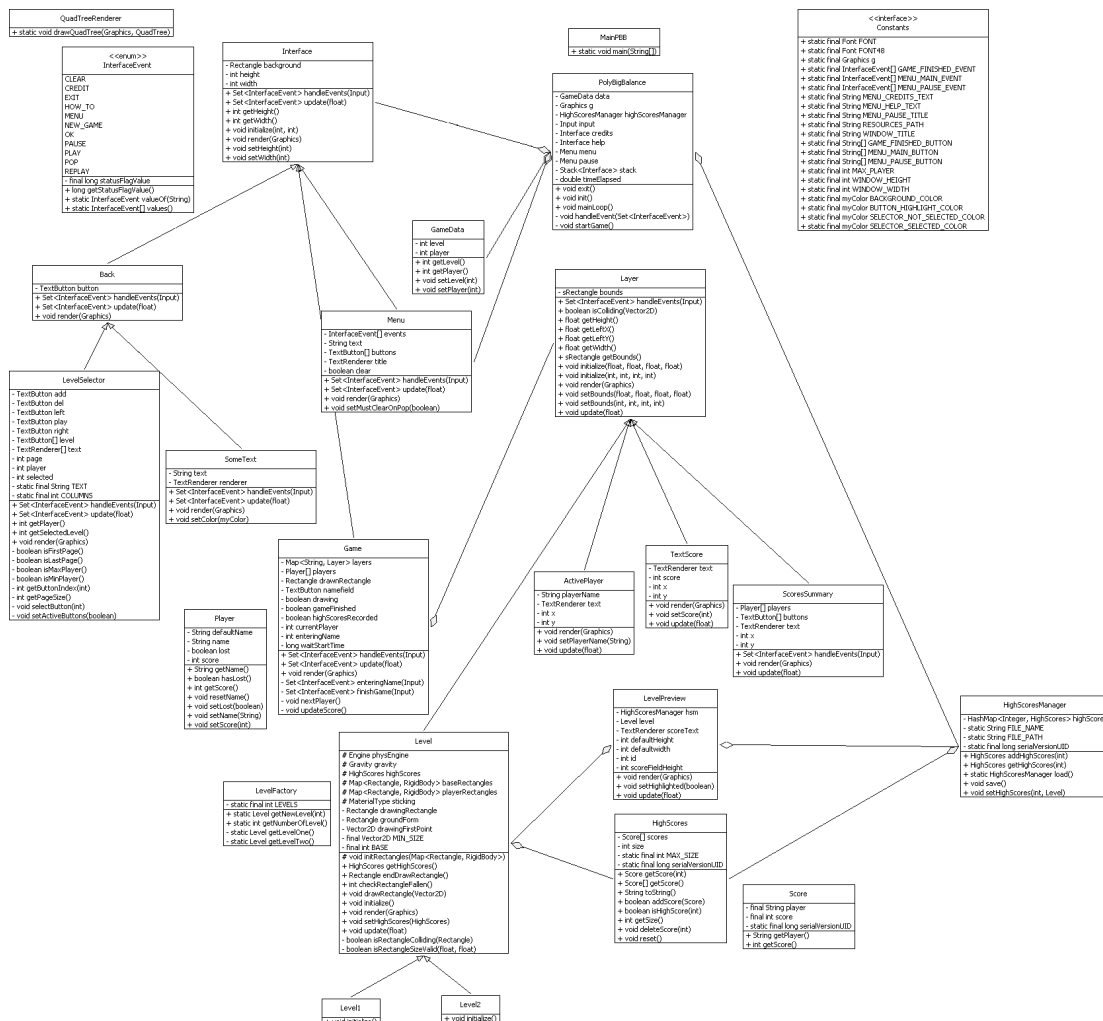 QuadTreeRenderer
+ static void drawQuadTree(Graphics, QuadTree)
<<enum>>
InterfaceEvent
CLEAR
CREDIT
EXIT
HOW_TO
MENU
NEW_GAME
OK
PAUSE
PLAY
POP
REPLAY
- final long statusFlagValue
+ long getStatusFlagValue()
+ static InterfaceEvent valueOf(String)
+ static InterfaceEvent[] values()
Interface
- Rectangle background
- int height
- int width
+ Set<InterfaceEvent> handleEvents(Input)
+ Set<InterfaceEvent> update(float)
+ int getHeight()
+ int getWidth()
+ void initialize(int, int)
+ void render(Graphics)
+ void setHeight(int)
+ void setWidth(int)
MainPBB
+ static void main(String[])
PolyBigBalance
- GameData data
- Graphics g
- HighScoresManager highScoresManager
- Input input
- Interface credits
- Interface help
- Menu menu
- Menu pause
- Stack<Interface> stack
- double timeElapsed
+ void exit()
+ void init()
+ void mainLoop()
- void handleEvent(Set<InterfaceEvent>)
- void startGame()
<<interface>>
Constants
+ static final Font FONT
+ static final Font FONT48
+ static final Graphics g
+ static final InterfaceEvent[] GAME_FINISHED_EVENT
+ static final InterfaceEvent[] MENU_MAIN_EVENT
+ static final InterfaceEvent[] MENU_PAUSE_EVENT
+ static final String MENU_CREDITS_TEXT
+ static final String MENU_HELP_TEXT
+ static final String MENU_PAUSE_TITLE
+ static final String RESOURCES_PATH
+ static final String WINDOW_TITLE
+ static final String[] GAME_FINISHED_BUTTON
+ static final String[] MENU_MAIN_BUTTON
+ static final String[] MENU_PAUSE_BUTTON
+ static final int MAX_PLAYER
+ static final int WINDOW_HEIGHT
+ static final int WINDOW_WIDTH
+ static final myColor BACKGROUND_COLOR
+ static final myColor BUTTON_HIGHLIGHT_COLOR
+ static final myColor SELECTOR_NOT_SELECTED_COLOR
+ static final myColor SELECTOR_SELECTED_COLOR
GameData
- int level
- int player
+ int getLevel()
+ int getPlayer()
+ void setLevel(int)
+ void setPlayer(int)
Back
- TextButton button
+ Set<InterfaceEvent> handleEvents(Input)
+ Set<InterfaceEvent> update(float)
+ void render(Graphics)
Menu
- InterfaceEvent[] events
- String text
- TextButton[] buttons
- TextRenderer title
- boolean clear
+ Set<InterfaceEvent> handleEvents(Input)
+ Set<InterfaceEvent> update(float)
+ void render(Graphics)
+ void setMustClearOnPop(boolean)
Layer
- sRectangle bounds
+ Set<InterfaceEvent> handleEvents(Input)
+ boolean isColliding(Vector2D)
+ float getHeight()
+ float getLeftX()
+ float getLeftY()
+ float getWidth()
+ sRectangle getBounds()
+ void initialize(float, float, float, float)
+ void initialize(int, int, int, int)
+ void render(Graphics)
+ void setBounds(float, float, float, float)
+ void setBounds(int, int, int, int)
+ void update(float)
LevelSelector
- TextButton add
- TextButton del
- TextButton left
- TextButton play
- TextButton right
- TextButton[] level
- TextRenderer[] text
- int page
- int player
- int selected
- static final String TEXT
- static final int COLUMNS
+ Set<InterfaceEvent> handleEvents(Input)
+ Set<InterfaceEvent> update(float)
+ int getPlayer()
+ int getSelectedLevel()
+ void render(Graphics)
- boolean isFirstPage()
- boolean isLastPage()
- boolean isMaxPlayer()
- boolean isMinPlayer()
- int getButtonIndex(int)
- int getPageSize()
- void selectButton(int)
- void setActiveButtons(boolean)
SomeText
- String text
- TextRenderer renderer
+ Set<InterfaceEvent> handleEvents(Input)
+ Set<InterfaceEvent> update(float)
+ void render(Graphics)
+ void setColor(myColor)
Game
- Map<String, Layer> layers
- Player[] players
- Rectangle drawnRectangle
- TextButton namefield
- boolean drawing
- boolean gameFinished
- boolean highScoresRecorded
- int currentPlayer
- int enteringName
- long waitStartTime
+ Set<InterfaceEvent> handleEvents(Input)
+ Set<InterfaceEvent> update(float)
+ void render(Graphics)
- Set<InterfaceEvent> enteringName(Input)
- Set<InterfaceEvent> finishGame(Input)
- void nextPlayer()
- void updateScore()
Player
- String defaultName
- String name
- boolean lost
- int score
+ String getName()
+ boolean hasLost()
+ int getScore()
+ void resetName()
+ void setLost(boolean)
+ void setName(String)
+ void setScore(int)
ActivePlayer
- String playerName
- TextRenderer text
- int x
- int y
+ void render(Graphics)
+ void setPlayerName(String)
+ void update(float)
TextScore
- TextRenderer text
- int score
- int x
- int y
+ void render(Graphics)
+ void setScore(int)
+ void update(float)
ScoresSummary
- Player[] players
- TextButton[] buttons
- TextRenderer text
- int x
- int y
+ Set<InterfaceEvent> handleEvents(Input)
+ void render(Graphics)
+ void update(float)
LevelPreview
- HighScoresManager hsm
- Level level
- TextRenderer scoreText
- int defaultHeight
- int defaultwidth
- int id
- int scoreFieldHeight
+ void render(Graphics)
+ void setHighlighted(boolean)
+ void update(float)
HighScoresManager
- HashMap<Integer, HighScores> highScore
- static String FILE_NAME
- static String FILE_PATH
- static final long serialVersionUID
+ HighScores addHighScores(int)
+ HighScores getHighScores(int)
+ static HighScoresManager load()
+ void save()
+ void setHighScores(int, Level)
Level
# Engine physEngine
# Gravity gravity
# HighScores highScores
# Map<Rectangle, RigidBody> baseRectangles
# Map<Rectangle, RigidBody> playerRectangles
# MaterialType sticking
- Rectangle drawingRectangle
- Rectangle groundForm
- Vector2D drawingFirstPoint
- final Vector2D MIN_SIZE
- final int BASE
# void initRectangles(Map<Rectangle, RigidBody>)
+ HighScores getHighScores()
+ Rectangle endDrawRectangle()
+ int checkRectangleFallen()
+ void drawRectangle(Vector2D)
+ void initialize()
+ void render(Graphics)
+ void setHighScores(HighScores)
+ void update(float)
- boolean isRectangleColliding(Rectangle)
- boolean isRectangleSizeValid(float, float)
LevelFactory
- static final int LEVELS
+ static Level getNewLevel(int)
+ static int getNumberOfLevel()
- static Level getLevelOne()
- static Level getLevelTwo()
HighScores
- Score[] scores
- int size
- static final int MAX_SIZE
- static final long serialVersionUID
+ Score getScore(int)
+ Score[] getScore()
+ String toString()
+ boolean addScore(Score)
+ boolean isHighScore(int)
+ int getSize()
+ void deleteScore(int)
+ void reset()
Score
- final String player
- final int score
- static final long serialVersionUID
+ String getPlayer()
+ int getScore()
Level1
+ void initialize()
Level2
+ void initialize()